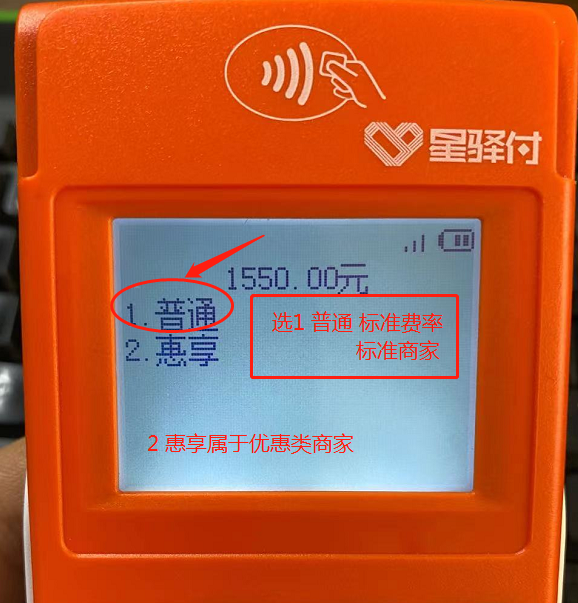 星驿付
1550.00元
1.普通
选1 普通 标准费率
标准商家
2.惠享
2 惠享属于优惠类商家